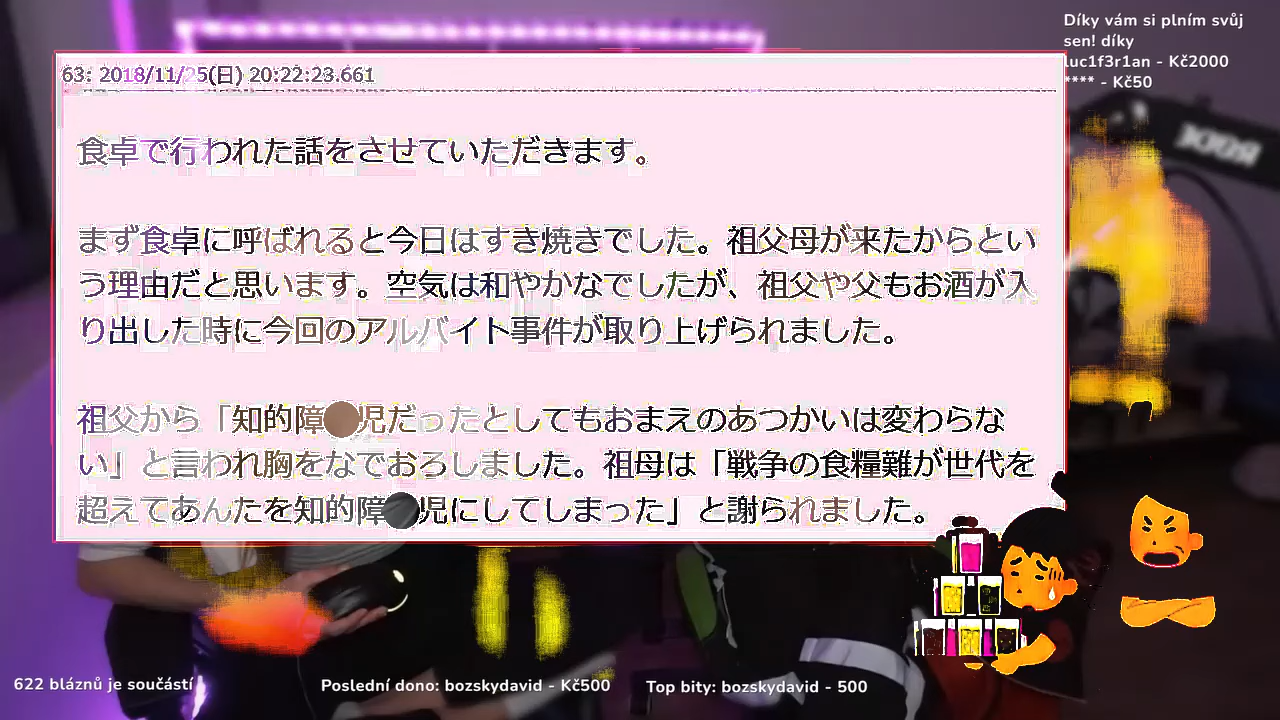 63: 2018/11/25(日) 20:22:23.661
食卓で行われた話をさせていただきます。
まず食卓に呼ばれると今日はすき焼きでした。祖父母が来たからとい
う理由だと思います。空気は和やかなでしたが、祖父や父もお酒が入
り出した時に今回のアルバイト事件が取り上げられました。
祖父から「知的障●児だったとしてもおまえのあつかいは変わらな
い」と言われ胸をなでおろしました。祖母は「戦争の食糧難が世代を
超えてあんたを知的障●児にしてしまった」と謝られました。
Díky vám si plním svůj
sen! díky
luc1f3r1an - Kč2000
**** - Kč50
622 bláznů je součástí
Poslední dono: bozskydavid - Kč500
Top bity: bozskydavid - 500